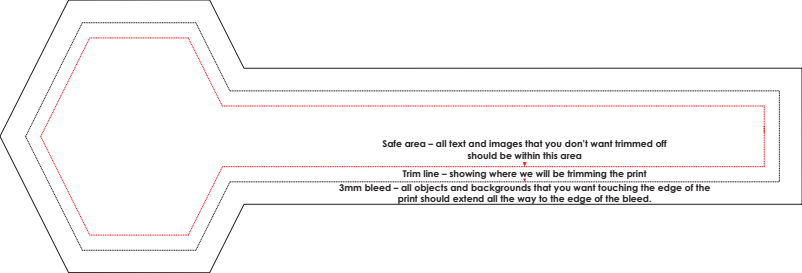 Safe area – all text and images that you don't want trimmed off
should be within this area
Trim line – showing where we will be trimming the print
3mm bleed – all objects and backgrounds that you want touching the edge of the
print should extend all the way to the edge of the bleed.